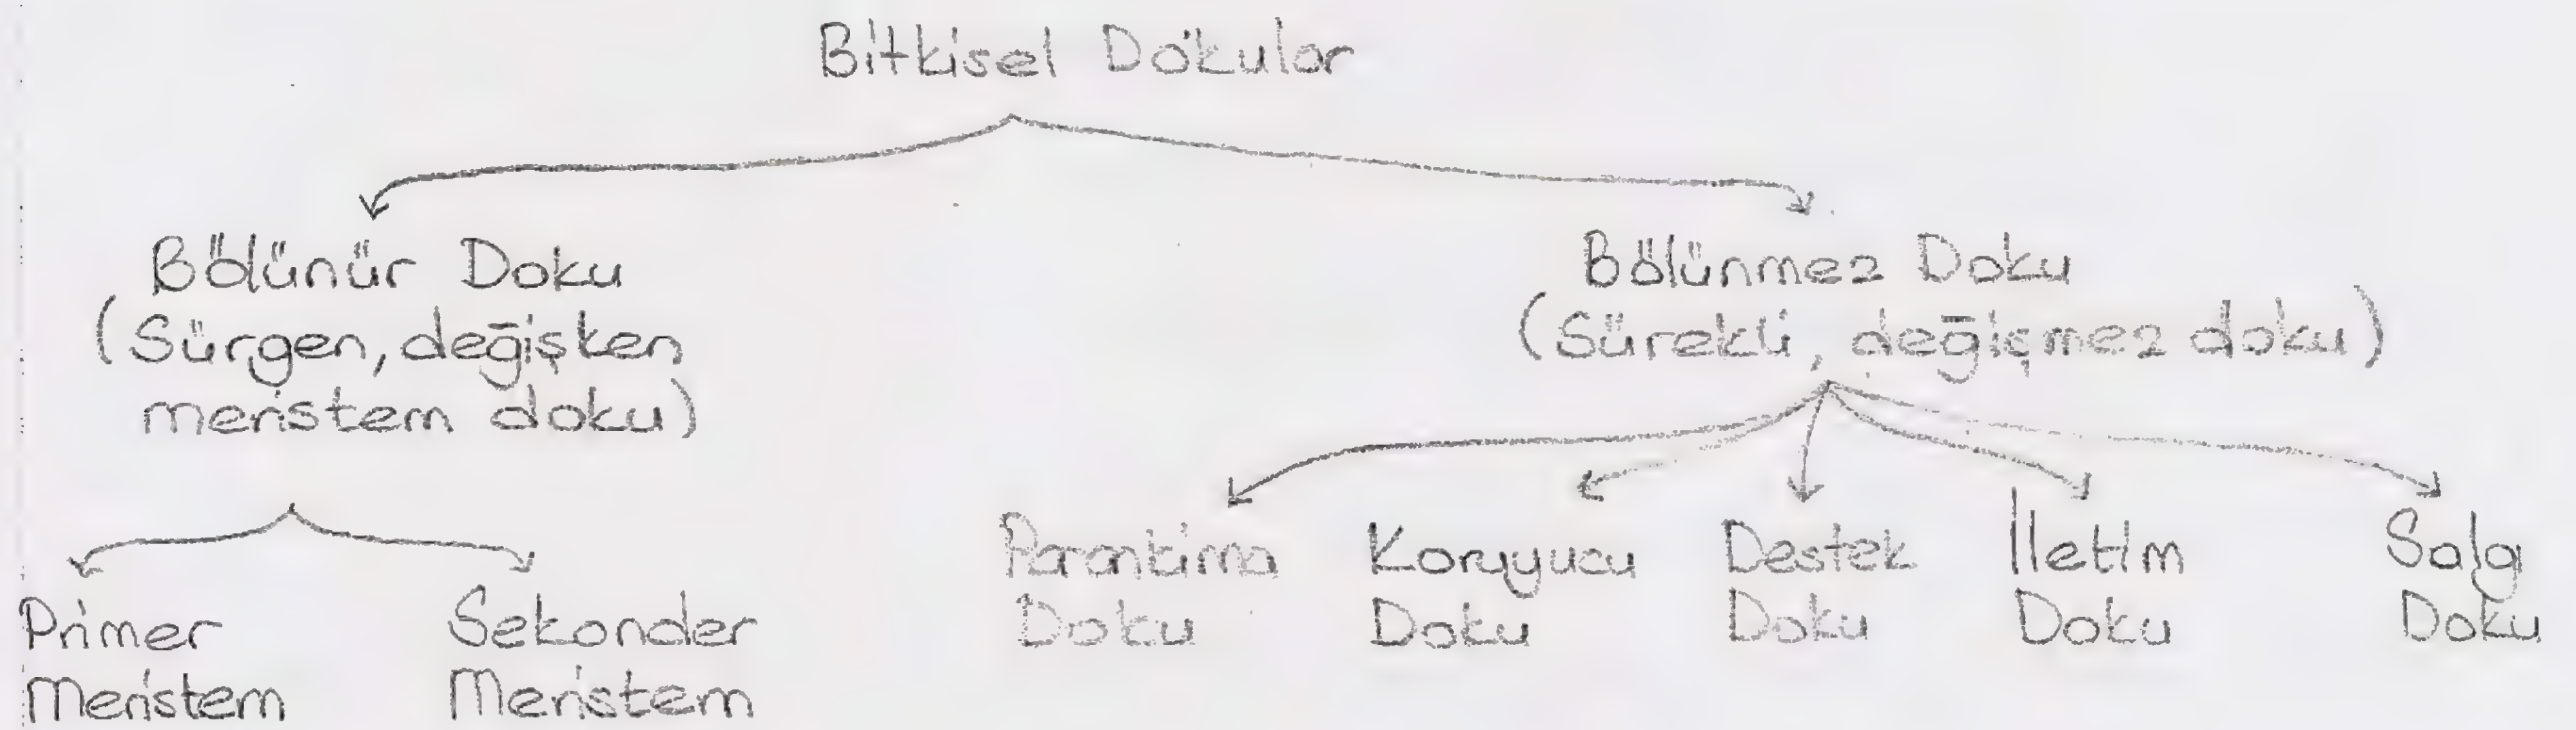 Bitkisel Dokular
Bölünür Doku
(Sürgen, değişken
meristem doku)
Primer
Meristem
Sekonder
Meristem
Bölünmez Doku
(Sürekli, değişmez doku)
Parankima
Doku
Koruyucu
Doku
Destek
Doku
İletim
Doku
Salgı
Doku